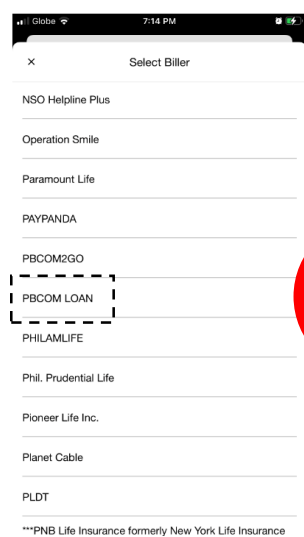 Globe 7:14 PM
× Select Biller
NSO Helpline Plus
Operation Smile
Paramount Life
PAYPANDA
PBCOM2GO
PBCOM LOAN
PHILAMLIFE
Phil. Prudential Life
Pioneer Life Inc.
Planet Cable
PLDT
***PNB Life Insurance formerly New York Life Insurance